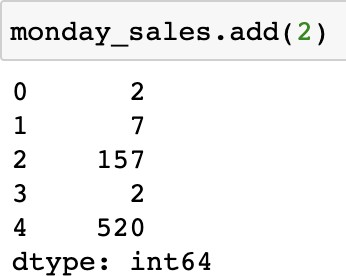 monday_sales.add(2)
0 2
1 7
2 157
3 2
4 520
dtype: int64